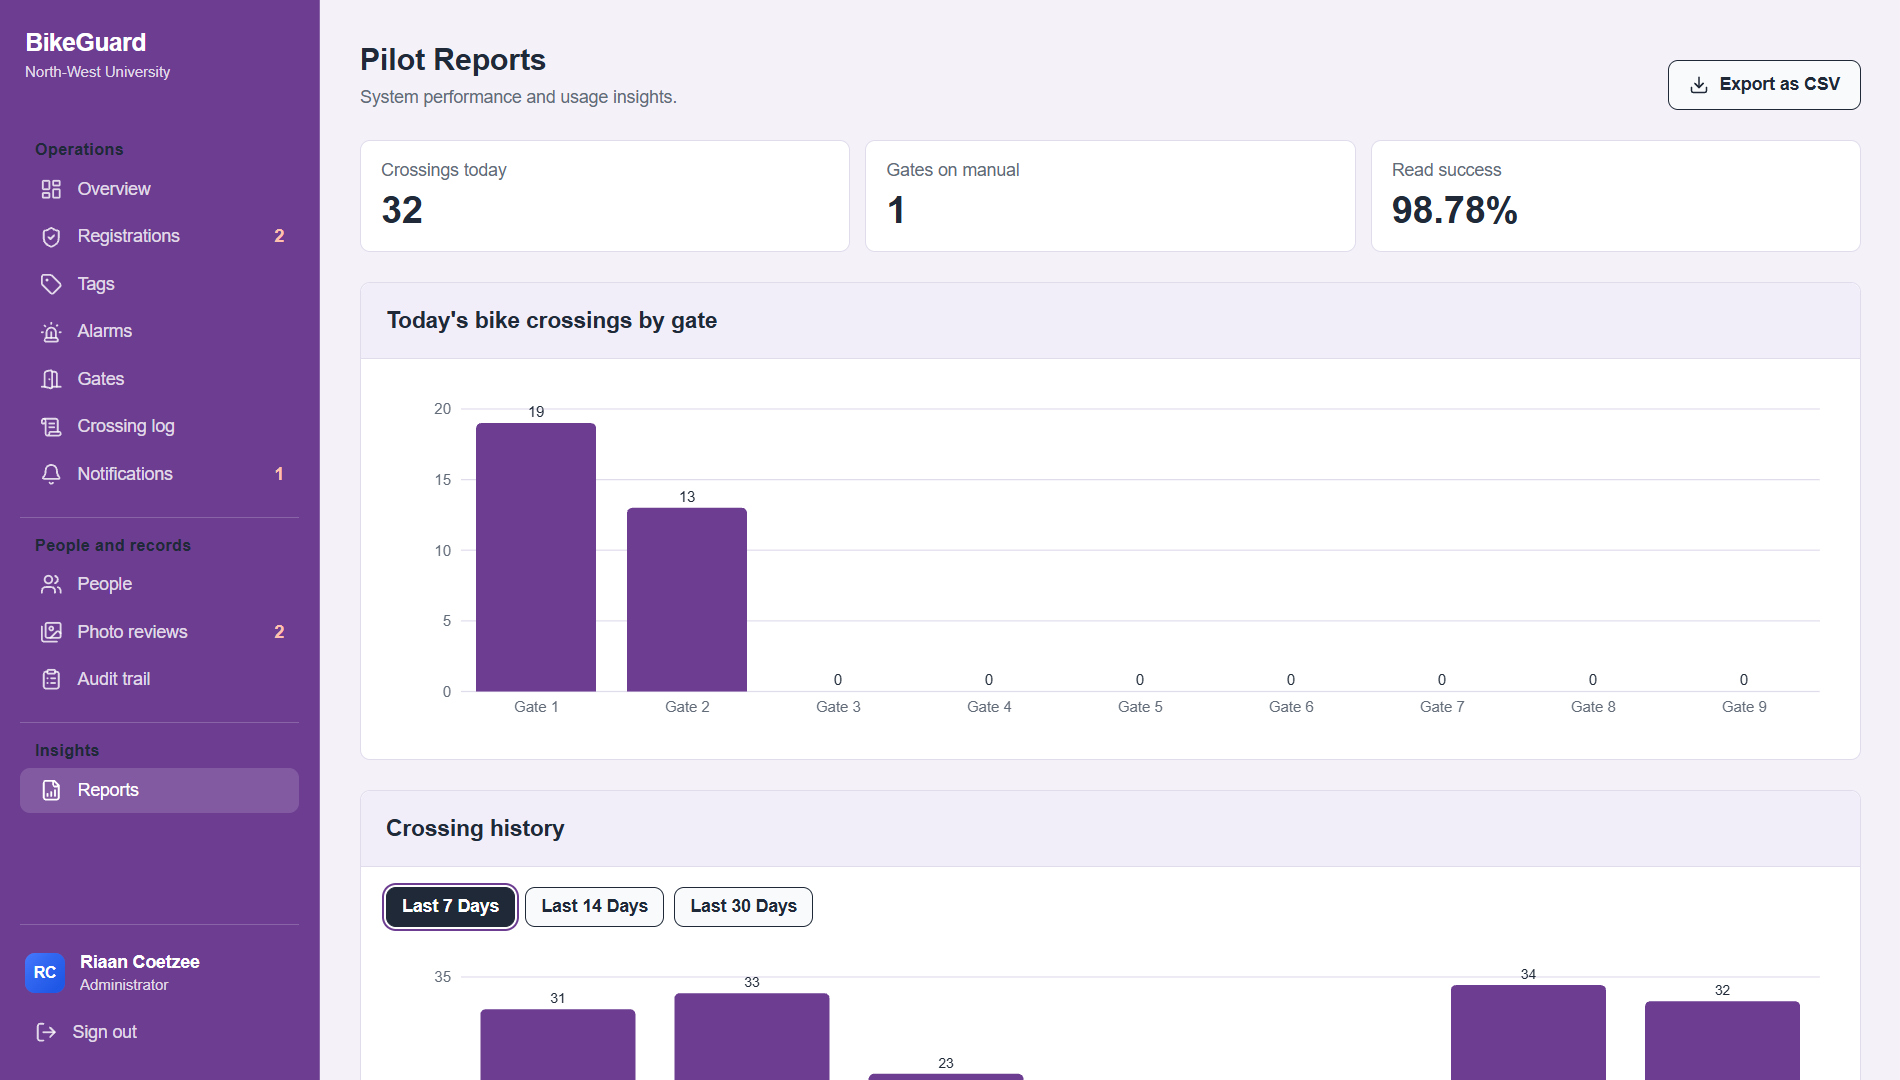 BikeGuard
North-West University
Operations
Overview
Registrations 2
Tags
Alarms
Gates
Crossing log
Notifications 1
People and records
People
Photo reviews 2
Audit trail
Insights
Reports
RC
Riaan Coetzee
Administrator
Sign out
Pilot Reports
System performance and usage insights.
Export as CSV
Crossings today
32
Gates on manual
1
Read success
98.78%
Today's bike crossings by gate
20
15
10
5
0
19
13
0
0
0
0
0
0
0
Gate 1
Gate 2
Gate 3
Gate 4
Gate 5
Gate 6
Gate 7
Gate 8
Gate 9
Crossing history
Last 7 Days
Last 14 Days
Last 30 Days
35
31
33
23
34
32